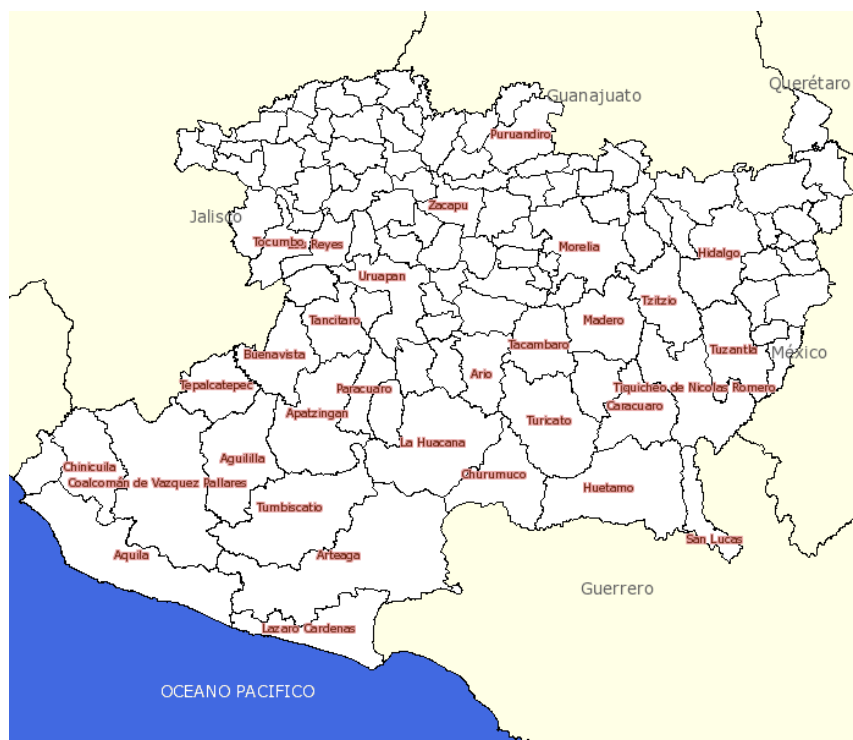 Querétaro
Guanajuato
Puruandiro
Zacapu
Jalisco
Tocumbo
Reyes
Morelia
Hidalgo
Uruapan
Tzitzio
Tancitaro
Madero
Buenavista
Tacambaro
Tuzantla
México
Ario
Tepalcatepec
Paracuaro
Tiquicheo de Nicolas Romero
Caracuaro
Apatzingan
Turicato
La Huacana
Aguililla
Chinicuila
Churumuco
Coalcomán de Vazquez Pallares
Huetamo
Tumbiscatio
San Lucas
Aquila
Arteaga
Guerrero
Lazaro Cardenas
OCEANO PACIFICO